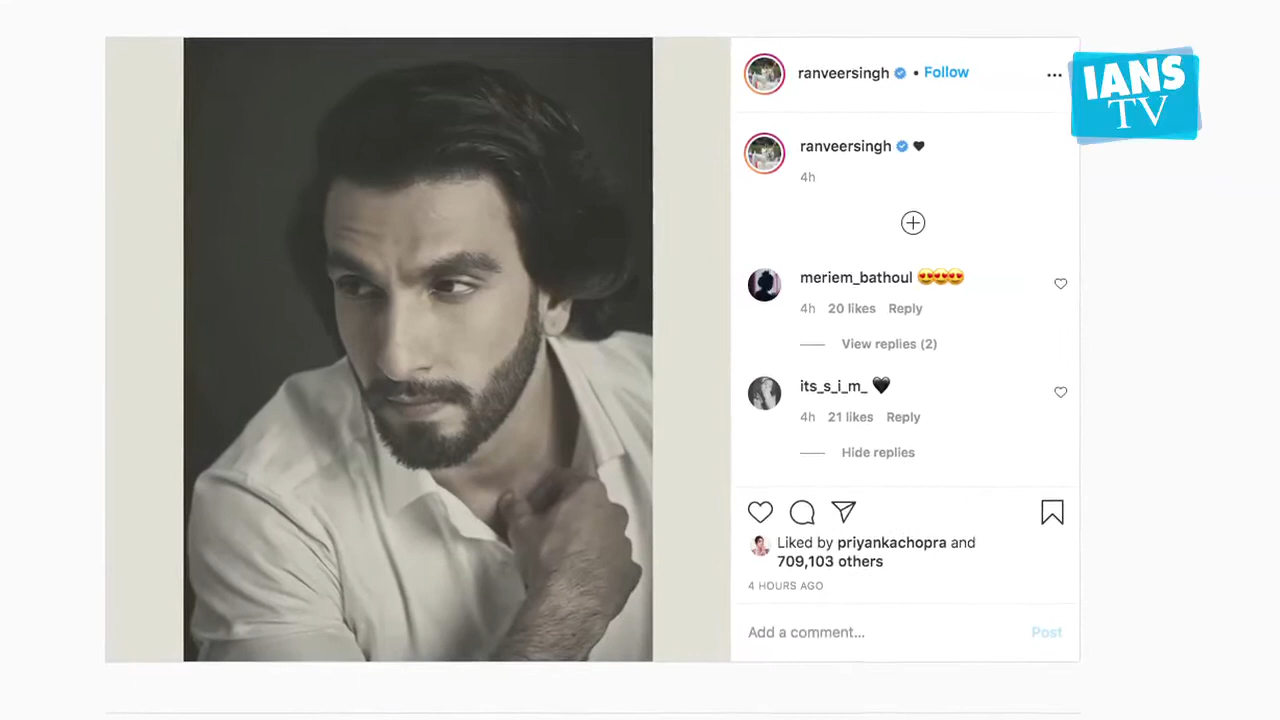 IANS
TV
ranveersingh • Follow
ranveersingh 🖤
4h
meriem_bathoul 😍😍😍
4h 20 likes Reply
View replies (2)
its_s_i_m_ 🖤
4h 21 likes Reply
Hide replies
Liked by priyankachopra and
709,103 others
4 HOURS AGO
Add a comment... Post